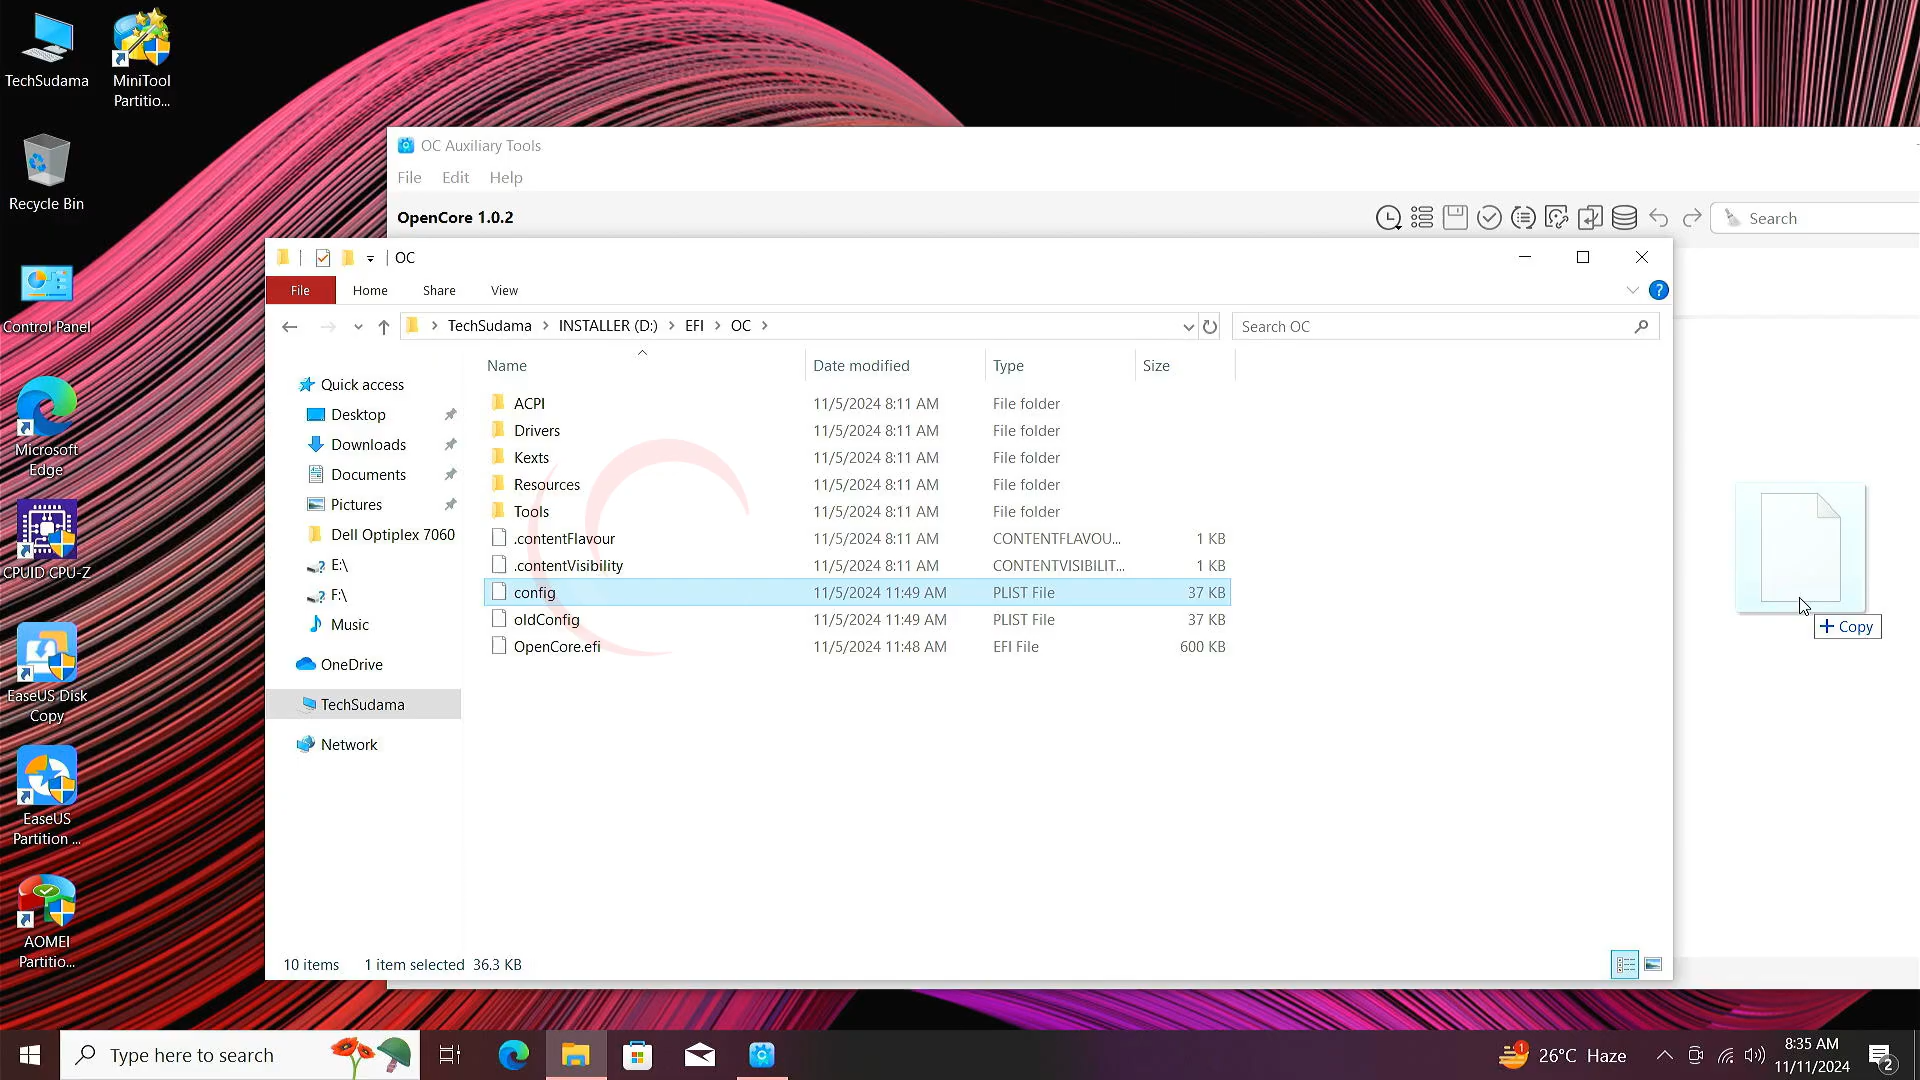 TechSudama
MiniTool
Partitio...
Recycle Bin
Control Panel
Microsoft
Edge
CPUID CPU-Z
EaseUS Disk
Copy
EaseUS
Partition ...
AOMEI
Partitio...
OC Auxiliary Tools
File Edit Help
OpenCore 1.0.2
Search
OC
File Home Share View
TechSudama > INSTALLER (D:) > EFI > OC >
Search OC
Quick access
Desktop
Downloads
Documents
Pictures
Dell Optiplex 7060
E:\
F:\
Music
OneDrive
TechSudama
Network
Name Date modified Type Size
ACPI 11/5/2024 8:11 AM File folder
Drivers 11/5/2024 8:11 AM File folder
Kexts 11/5/2024 8:11 AM File folder
Resources 11/5/2024 8:11 AM File folder
Tools 11/5/2024 8:11 AM File folder
.contentFlavour 11/5/2024 8:11 AM CONTENTFLAVOU... 1 KB
.contentVisibility 11/5/2024 8:11 AM CONTENTVISIBILIT... 1 KB
config 11/5/2024 11:49 AM PLIST File 37 KB
oldConfig 11/5/2024 11:49 AM PLIST File 37 KB
OpenCore.efi 11/5/2024 11:48 AM EFI File 600 KB
+ Copy
10 items 1 item selected 36.3 KB
Type here to search
1
26°C Haze
8:35 AM
11/11/2024
2